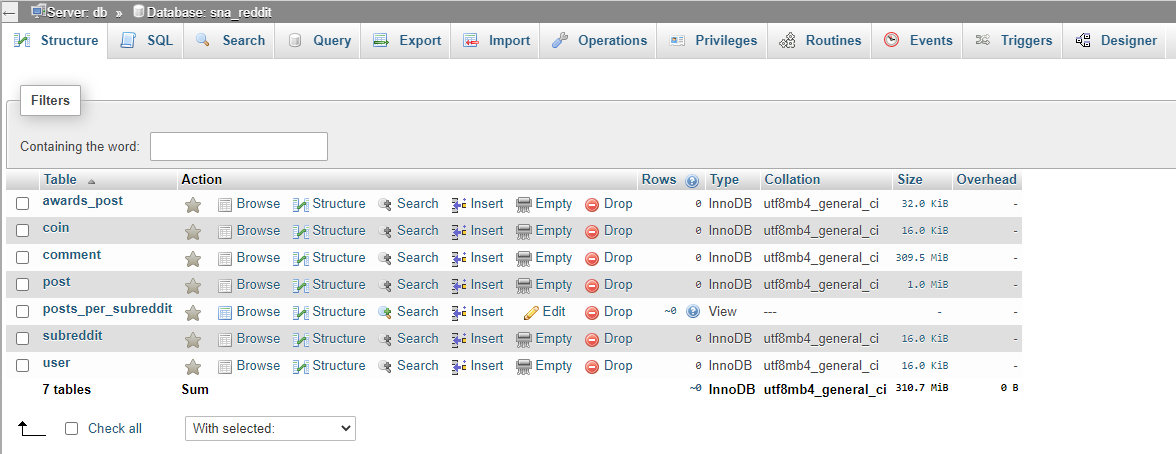 Server: db » Database: sna_reddit
Structure SQL Search Query Export Import Operations Privileges Routines Events Triggers Designer
Filters
Containing the word:
Table Action Rows Type Collation Size Overhead
awards_post Browse Structure Search Insert Empty Drop 0 InnoDB utf8mb4_general_ci 32.0 KiB -
coin Browse Structure Search Insert Empty Drop 0 InnoDB utf8mb4_general_ci 16.0 KiB -
comment Browse Structure Search Insert Empty Drop 0 InnoDB utf8mb4_general_ci 309.5 MiB -
post Browse Structure Search Insert Empty Drop 0 InnoDB utf8mb4_general_ci 1.0 MiB -
posts_per_subreddit Browse Structure Search Insert Edit Drop ~0 View --- - -
subreddit Browse Structure Search Insert Empty Drop 0 InnoDB utf8mb4_general_ci 16.0 KiB -
user Browse Structure Search Insert Empty Drop 0 InnoDB utf8mb4_general_ci 16.0 KiB -
7 tables Sum ~0 InnoDB utf8mb4_general_ci 310.7 MiB 0 B
Check all With selected: